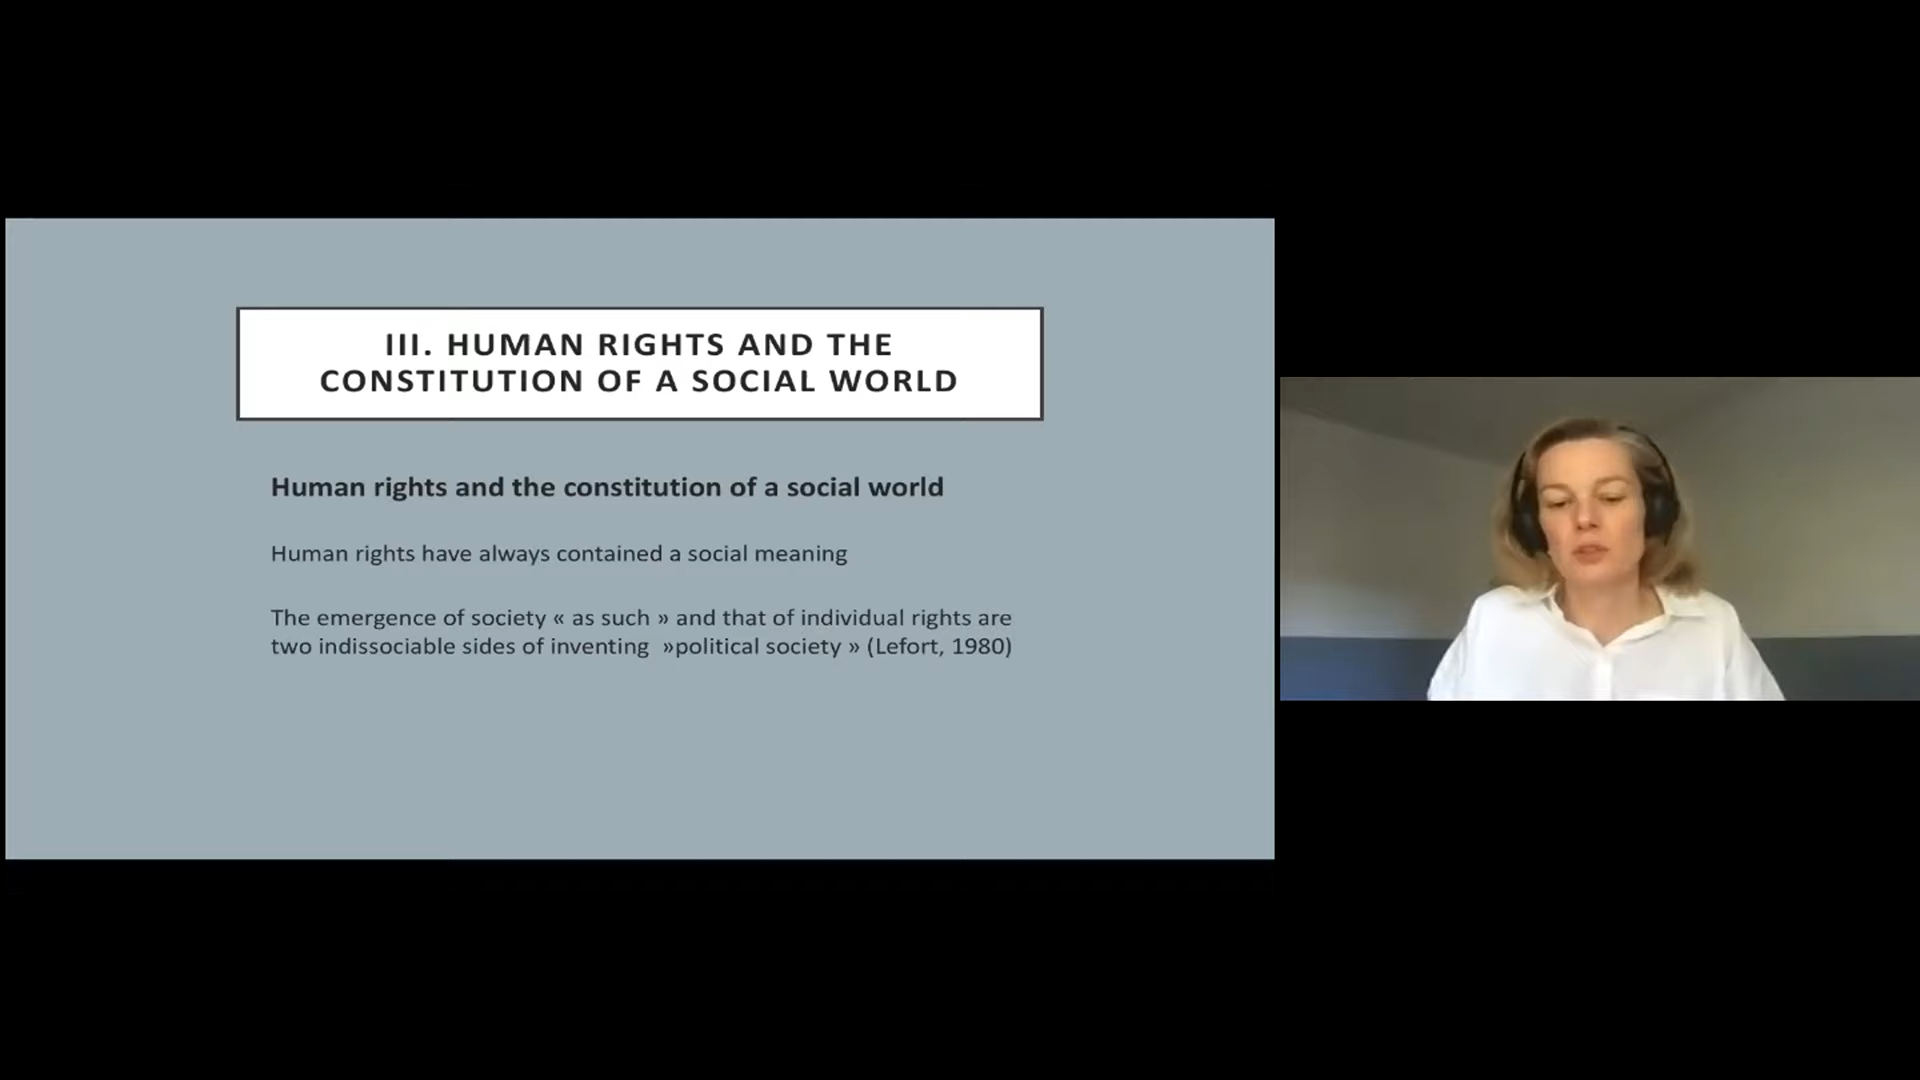 III. HUMAN RIGHTS AND THE
CONSTITUTION OF A SOCIAL WORLD
Human rights and the constitution of a social world
Human rights have always contained a social meaning
The emergence of society « as such » and that of individual rights are
two indissociable sides of inventing »political society » (Lefort, 1980)